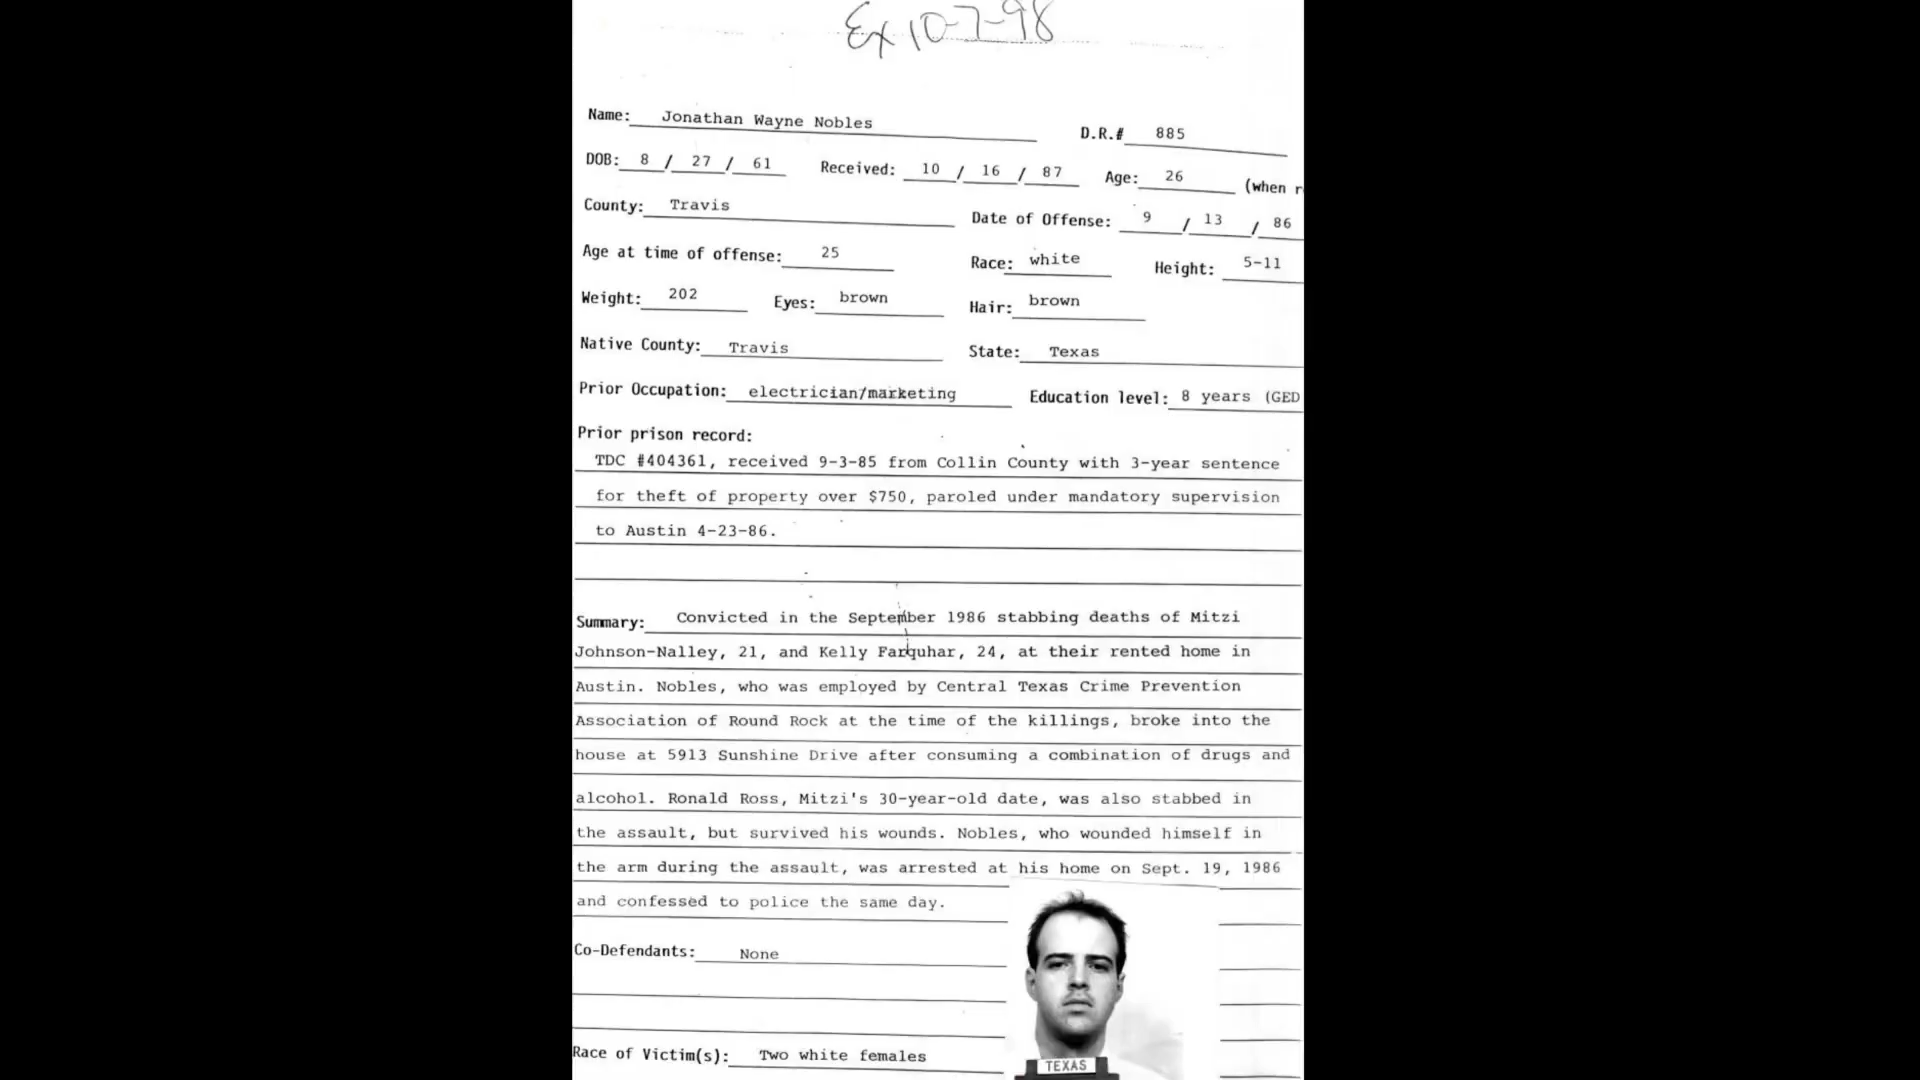 Ex 10-7-98
Name: Jonathan Wayne Nobles D.R.# 885
DOB: 8 / 27 / 61 Received: 10 / 16 / 87 Age: 26 (when r
County: Travis Date of Offense: 9 / 13 / 86
Age at time of offense: 25 Race: white Height: 5-11
Weight: 202 Eyes: brown Hair: brown
Native County: Travis State: Texas
Prior Occupation: electrician/marketing Education level: 8 years (GED
Prior prison record:
TDC #404361, received 9-3-85 from Collin County with 3-year sentence
for theft of property over $750, paroled under mandatory supervision
to Austin 4-23-86.
Summary: Convicted in the September 1986 stabbing deaths of Mitzi
Johnson-Nalley, 21, and Kelly Farquhar, 24, at their rented home in
Austin. Nobles, who was employed by Central Texas Crime Prevention
Association of Round Rock at the time of the killings, broke into the
house at 5913 Sunshine Drive after consuming a combination of drugs and
alcohol. Ronald Ross, Mitzi's 30-year-old date, was also stabbed in
the assault, but survived his wounds. Nobles, who wounded himself in
the arm during the assault, was arrested at his home on Sept. 19, 1986
and confessed to police the same day.
Co-Defendants: None
Race of Victim(s): Two white females
TEXAS